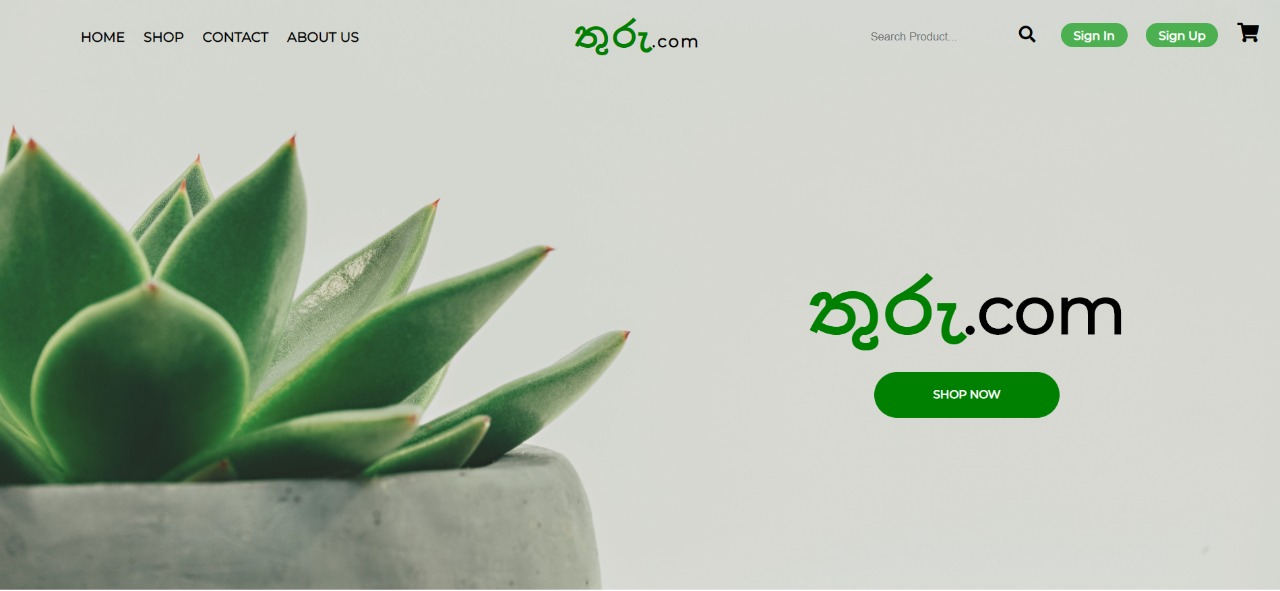 HOME SHOP CONTACT ABOUT US
තුරු.com
Search Product...
Sign In
Sign Up
තුරු.com
SHOP NOW